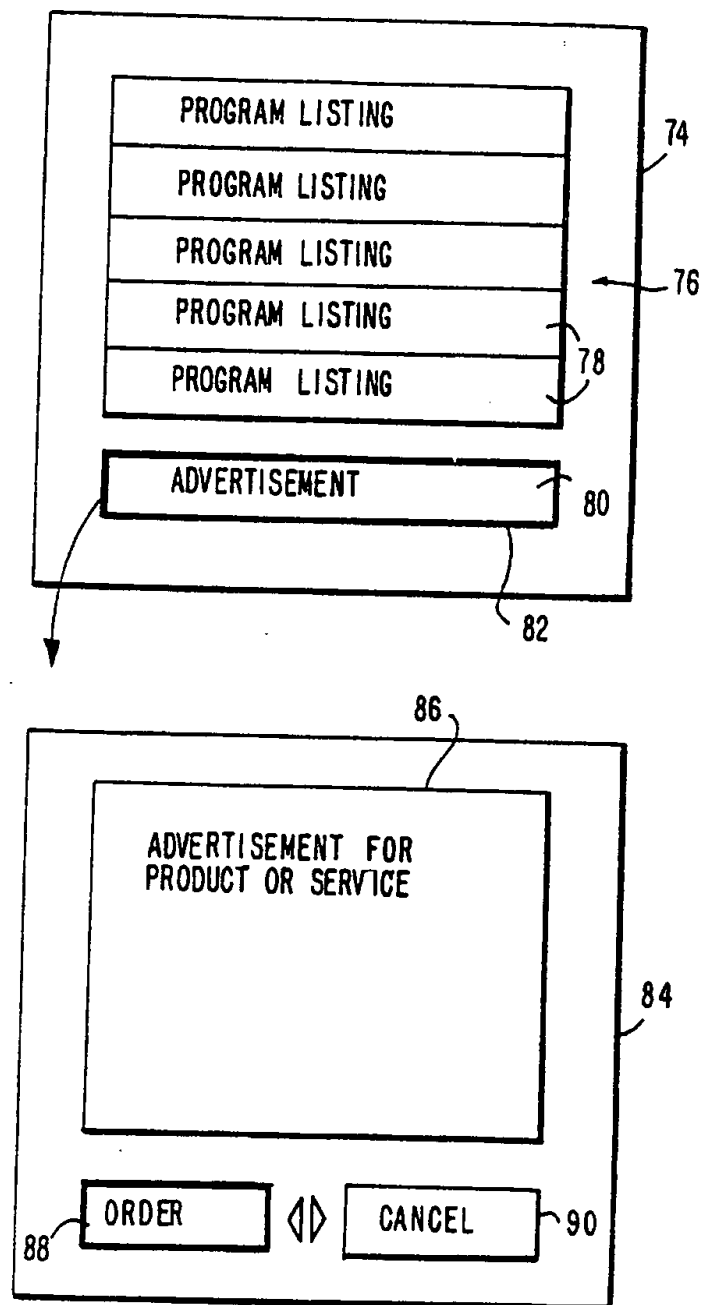 PROGRAM LISTING
74
PROGRAM LISTING
PROGRAM LISTING
76
PROGRAM LISTING
78
PROGRAM LISTING
ADVERTISEMENT
80
82
86
ADVERTISEMENT FOR
PRODUCT OR SERVICE
84
ORDER
CANCEL
88
90